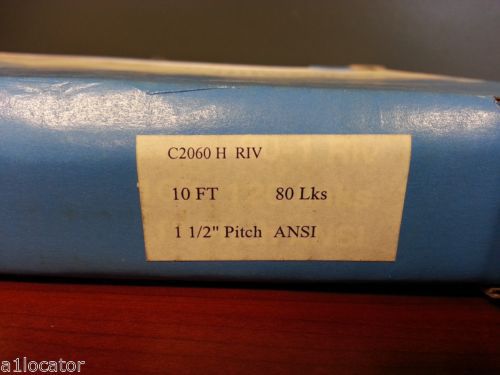 C2060 H RIV
10 FT 80 Lks
1 1/2" Pitch ANSI
a1locator